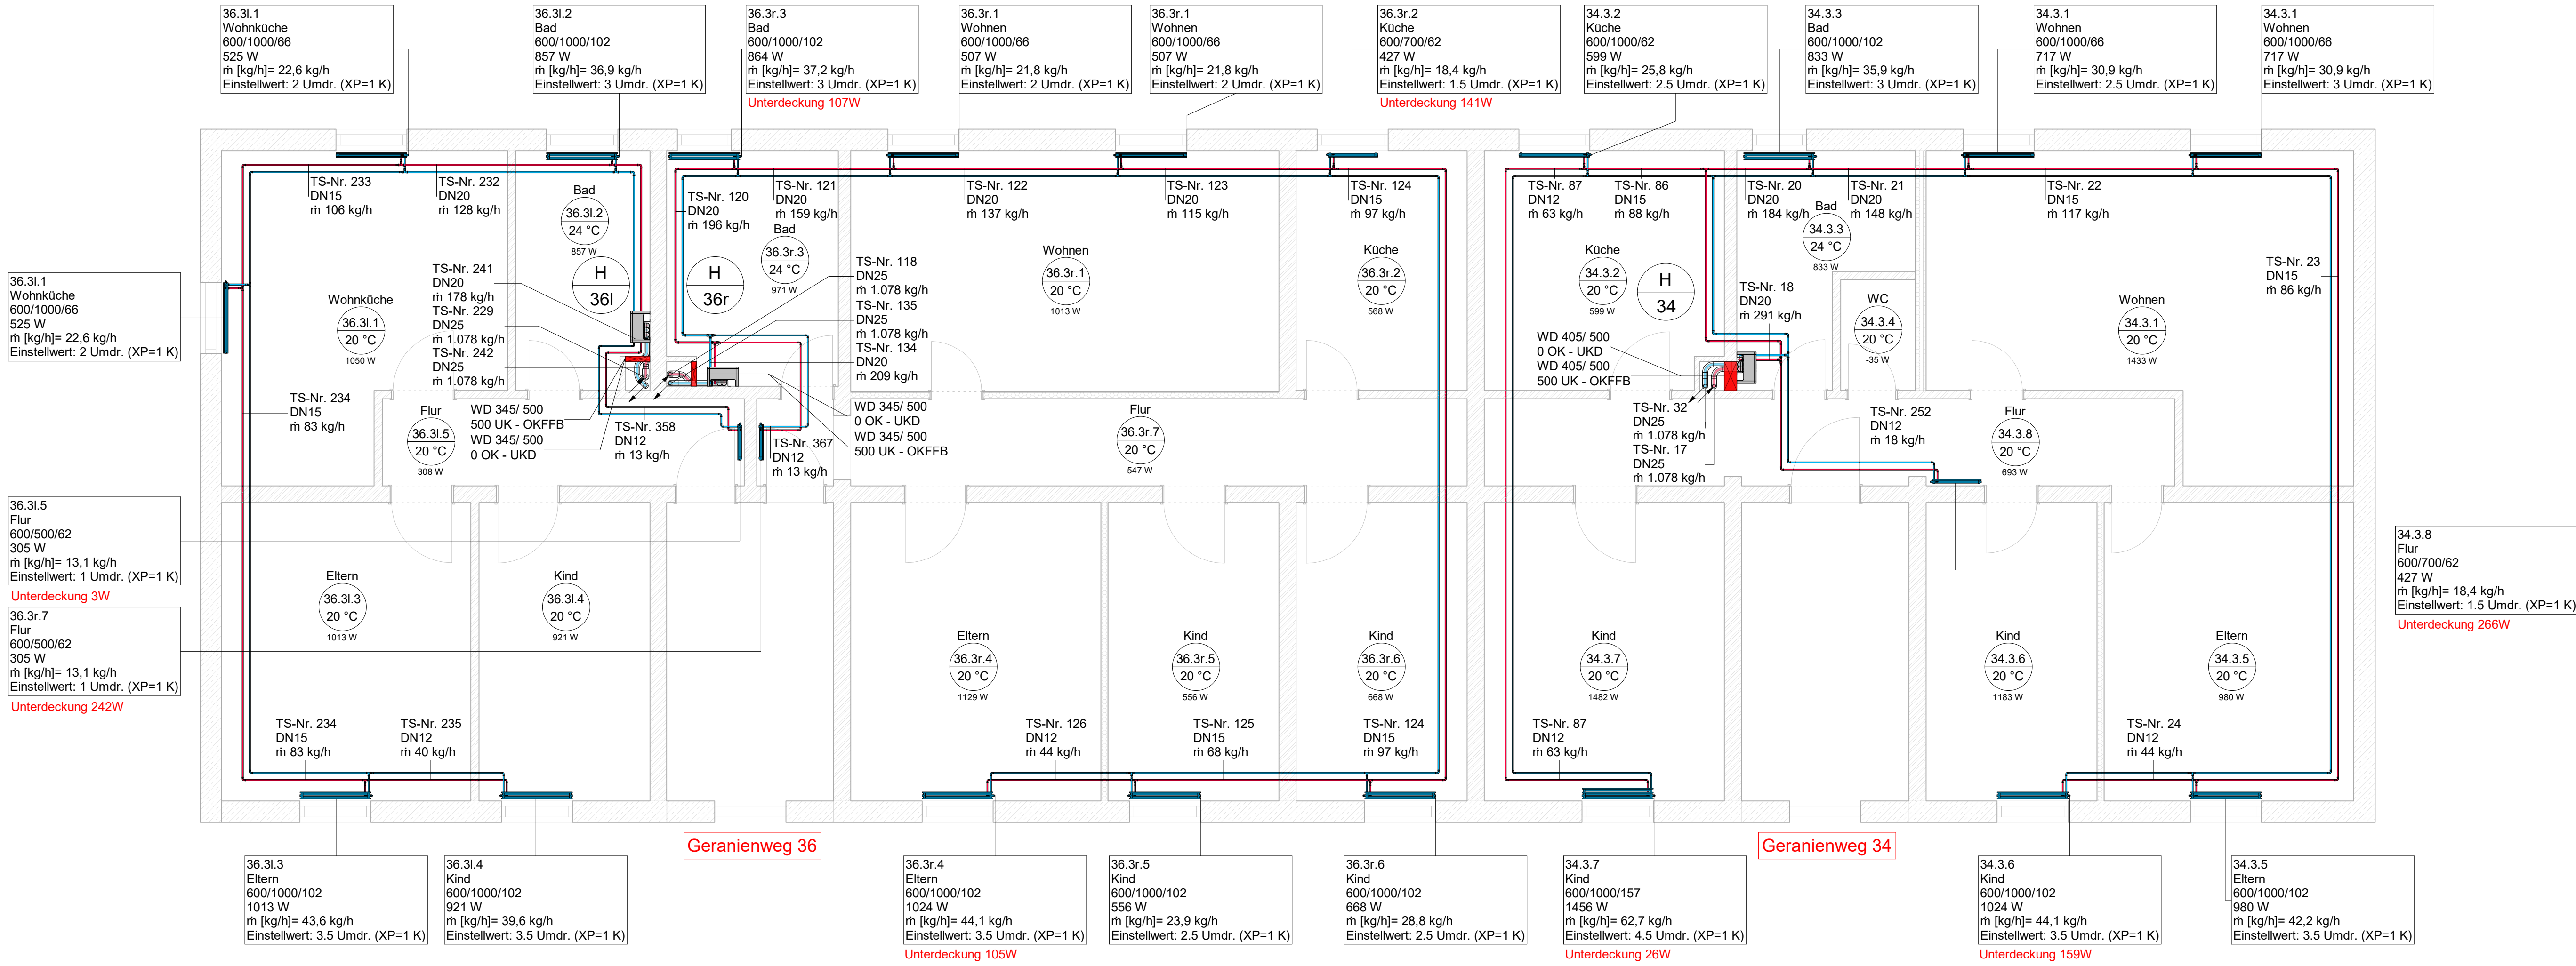 36.3l.1
Wohnküche
600/1000/66
525 W
ṁ [kg/h]= 22,6 kg/h
Einstellwert: 2 Umdr. (XP=1 K)
36.3l.2
Bad
600/1000/102
857 W
ṁ [kg/h]= 36,9 kg/h
Einstellwert: 3 Umdr. (XP=1 K)
36.3r.3
Bad
600/1000/102
864 W
ṁ [kg/h]= 37,2 kg/h
Einstellwert: 3 Umdr. (XP=1 K)
Unterdeckung 107W
36.3r.1
Wohnen
600/1000/66
507 W
ṁ [kg/h]= 21,8 kg/h
Einstellwert: 2 Umdr. (XP=1 K)
36.3r.1
Wohnen
600/1000/66
507 W
ṁ [kg/h]= 21,8 kg/h
Einstellwert: 2 Umdr. (XP=1 K)
36.3r.2
Küche
600/700/62
427 W
ṁ [kg/h]= 18,4 kg/h
Einstellwert: 1.5 Umdr. (XP=1 K)
Unterdeckung 141W
34.3.2
Küche
600/1000/62
599 W
ṁ [kg/h]= 25,8 kg/h
Einstellwert: 2.5 Umdr. (XP=1 K)
34.3.3
Bad
600/1000/102
833 W
ṁ [kg/h]= 35,9 kg/h
Einstellwert: 3 Umdr. (XP=1 K)
34.3.1
Wohnen
600/1000/66
717 W
ṁ [kg/h]= 30,9 kg/h
Einstellwert: 2.5 Umdr. (XP=1 K)
34.3.1
Wohnen
600/1000/66
717 W
ṁ [kg/h]= 30,9 kg/h
Einstellwert: 3 Umdr. (XP=1 K)
TS-Nr. 233
DN15
ṁ 106 kg/h
TS-Nr. 232
DN20
ṁ 128 kg/h
Bad
36.3l.2
24 °C
857 W
TS-Nr. 120
DN20
ṁ 196 kg/h
TS-Nr. 121
DN20
ṁ 159 kg/h
Bad
36.3r.3
24 °C
971 W
TS-Nr. 122
DN20
ṁ 137 kg/h
TS-Nr. 123
DN20
ṁ 115 kg/h
TS-Nr. 124
DN15
ṁ 97 kg/h
TS-Nr. 87
DN12
ṁ 63 kg/h
TS-Nr. 86
DN15
ṁ 88 kg/h
TS-Nr. 20
DN20
ṁ 184 kg/h
TS-Nr. 21
DN20
ṁ 148 kg/h
Bad
34.3.3
24 °C
833 W
TS-Nr. 22
DN15
ṁ 117 kg/h
TS-Nr. 23
DN15
ṁ 86 kg/h
36.3l.1
Wohnküche
600/1000/66
525 W
ṁ [kg/h]= 22,6 kg/h
Einstellwert: 2 Umdr. (XP=1 K)
Wohnküche
36.3l.1
20 °C
1050 W
TS-Nr. 241
DN20
ṁ 178 kg/h
TS-Nr. 229
DN25
ṁ 1.078 kg/h
TS-Nr. 242
DN25
ṁ 1.078 kg/h
H
36l
H
36r
TS-Nr. 118
DN25
ṁ 1.078 kg/h
TS-Nr. 135
DN25
ṁ 1.078 kg/h
TS-Nr. 134
DN20
ṁ 209 kg/h
Wohnen
36.3r.1
20 °C
1013 W
Küche
36.3r.2
20 °C
568 W
Küche
34.3.2
20 °C
599 W
H
34
TS-Nr. 18
DN20
ṁ 291 kg/h
WC
34.3.4
20 °C
-35 W
Wohnen
34.3.1
20 °C
1433 W
WD 405/ 500
0 OK - UKD
WD 405/ 500
500 UK - OKFFB
TS-Nr. 234
DN15
ṁ 83 kg/h
Flur
36.3l.5
20 °C
308 W
WD 345/ 500
500 UK - OKFFB
WD 345/ 500
0 OK - UKD
TS-Nr. 358
DN12
ṁ 13 kg/h
TS-Nr. 367
DN12
ṁ 13 kg/h
WD 345/ 500
0 OK - UKD
WD 345/ 500
500 UK - OKFFB
Flur
36.3r.7
20 °C
547 W
TS-Nr. 32
DN25
ṁ 1.078 kg/h
TS-Nr. 17
DN25
ṁ 1.078 kg/h
TS-Nr. 252
DN12
ṁ 18 kg/h
Flur
34.3.8
20 °C
693 W
36.3l.5
Flur
600/500/62
305 W
ṁ [kg/h]= 13,1 kg/h
Einstellwert: 1 Umdr. (XP=1 K)
Unterdeckung 3W
36.3r.7
Flur
600/500/62
305 W
ṁ [kg/h]= 13,1 kg/h
Einstellwert: 1 Umdr. (XP=1 K)
Unterdeckung 242W
34.3.8
Flur
600/700/62
427 W
ṁ [kg/h]= 18,4 kg/h
Einstellwert: 1.5 Umdr. (XP=1 K)
Unterdeckung 266W
Eltern
36.3l.3
20 °C
1013 W
Kind
36.3l.4
20 °C
921 W
Eltern
36.3r.4
20 °C
1129 W
Kind
36.3r.5
20 °C
556 W
Kind
36.3r.6
20 °C
668 W
Kind
34.3.7
20 °C
1482 W
Kind
34.3.6
20 °C
1183 W
Eltern
34.3.5
20 °C
980 W
TS-Nr. 234
DN15
ṁ 83 kg/h
TS-Nr. 235
DN12
ṁ 40 kg/h
TS-Nr. 126
DN12
ṁ 44 kg/h
TS-Nr. 125
DN15
ṁ 68 kg/h
TS-Nr. 124
DN15
ṁ 97 kg/h
TS-Nr. 87
DN12
ṁ 63 kg/h
TS-Nr. 24
DN12
ṁ 44 kg/h
Geranienweg 36
Geranienweg 34
36.3l.3
Eltern
600/1000/102
1013 W
ṁ [kg/h]= 43,6 kg/h
Einstellwert: 3.5 Umdr. (XP=1 K)
36.3l.4
Kind
600/1000/102
921 W
ṁ [kg/h]= 39,6 kg/h
Einstellwert: 3.5 Umdr. (XP=1 K)
36.3r.4
Eltern
600/1000/102
1024 W
ṁ [kg/h]= 44,1 kg/h
Einstellwert: 3.5 Umdr. (XP=1 K)
Unterdeckung 105W
36.3r.5
Kind
600/1000/102
556 W
ṁ [kg/h]= 23,9 kg/h
Einstellwert: 2.5 Umdr. (XP=1 K)
36.3r.6
Kind
600/1000/102
668 W
ṁ [kg/h]= 28,8 kg/h
Einstellwert: 2.5 Umdr. (XP=1 K)
34.3.7
Kind
600/1000/157
1456 W
ṁ [kg/h]= 62,7 kg/h
Einstellwert: 4.5 Umdr. (XP=1 K)
Unterdeckung 26W
34.3.6
Kind
600/1000/102
1024 W
ṁ [kg/h]= 44,1 kg/h
Einstellwert: 3.5 Umdr. (XP=1 K)
Unterdeckung 159W
34.3.5
Eltern
600/1000/102
980 W
ṁ [kg/h]= 42,2 kg/h
Einstellwert: 3.5 Umdr. (XP=1 K)